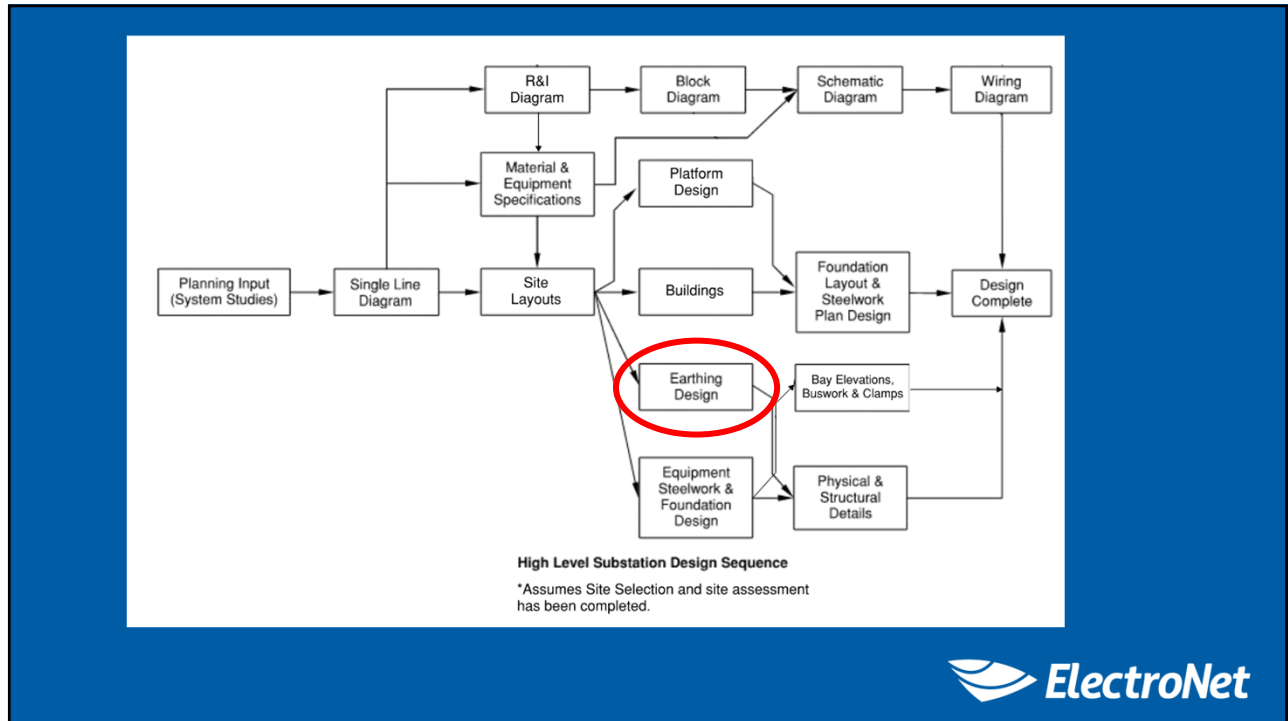 R&I
Diagram
Block
Diagram
Schematic
Diagram
Wiring
Diagram
Material &
Equipment
Specifications
Platform
Design
Planning Input
(System Studies)
Single Line
Diagram
Site
Layouts
Buildings
Foundation
Layout &
Steelwork
Plan Design
Design
Complete
Earthing
Design
Bay Elevations,
Buswork & Clamps
Equipment
Steelwork &
Foundation
Design
Physical &
Structural
Details
High Level Substation Design Sequence
*Assumes Site Selection and site assessment
has been completed.
ElectroNet